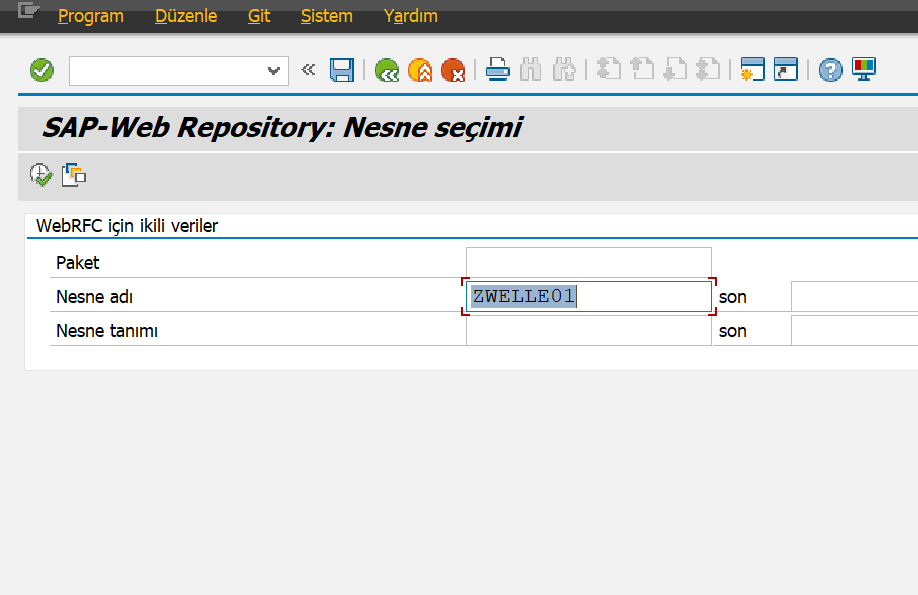 Program Düzenle Git Sistem Yardım
SAP-Web Repository: Nesne seçimi
WebRFC için ikili veriler
Paket
Nesne adı ZWELLE01 son
Nesne tanımı son